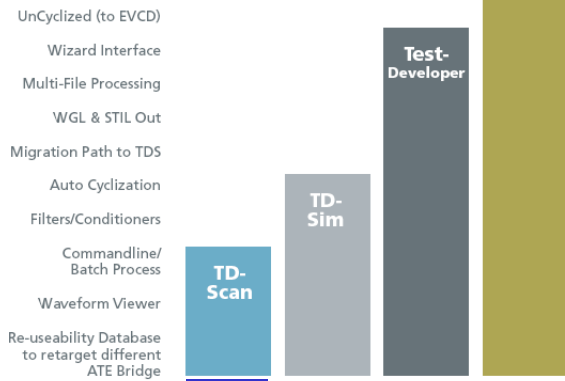 UnCyclized (to EVCD)
Wizard Interface
Multi-File Processing
WGL & STIL Out
Migration Path to TDS
Auto Cyclization
Filters/Conditioners
Commandline/
Batch Process
Waveform Viewer
Re-useability Database
to retarget different
ATE Bridge
TD-
Scan
TD-
Sim
Test-
Developer